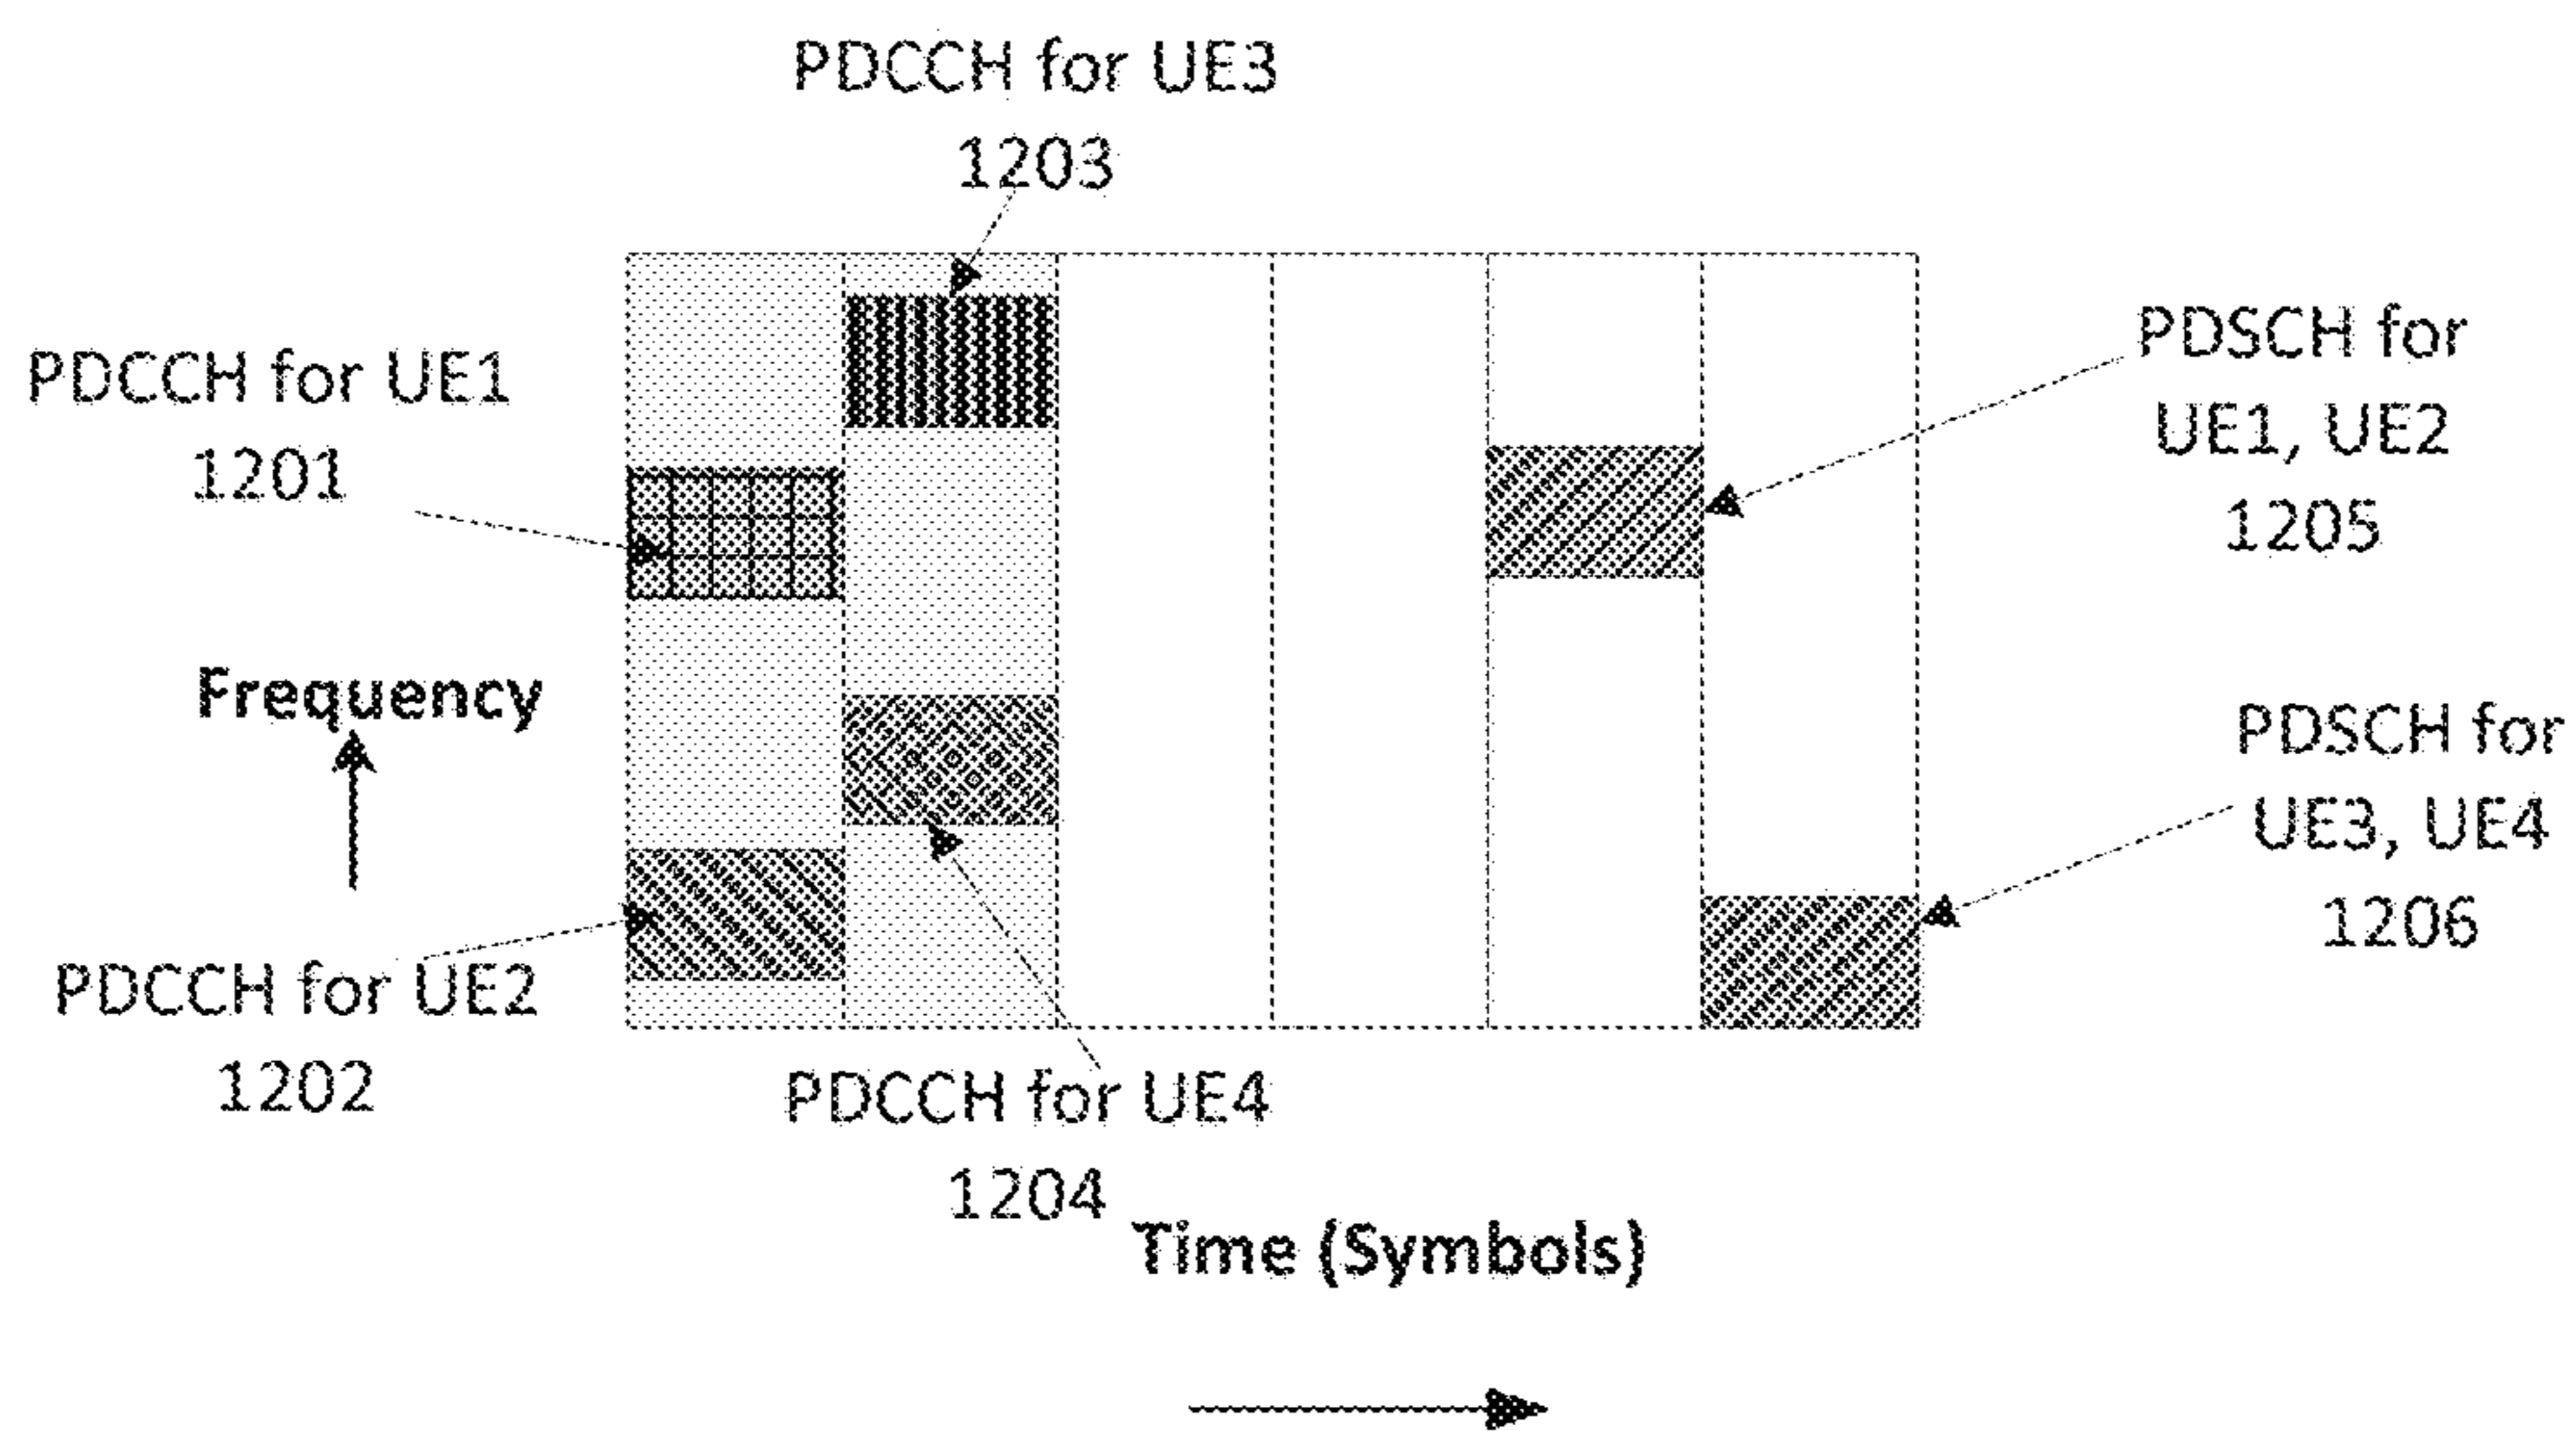 PDCCH for UE3
1203
PDCCH for UE1
1201
PDSCH for
UE1, UE2
1205
Frequency
PDSCH for
UE3, UE4
1206
PDCCH for UE2
1202
PDCCH for UE4
1204
Time (Symbols)